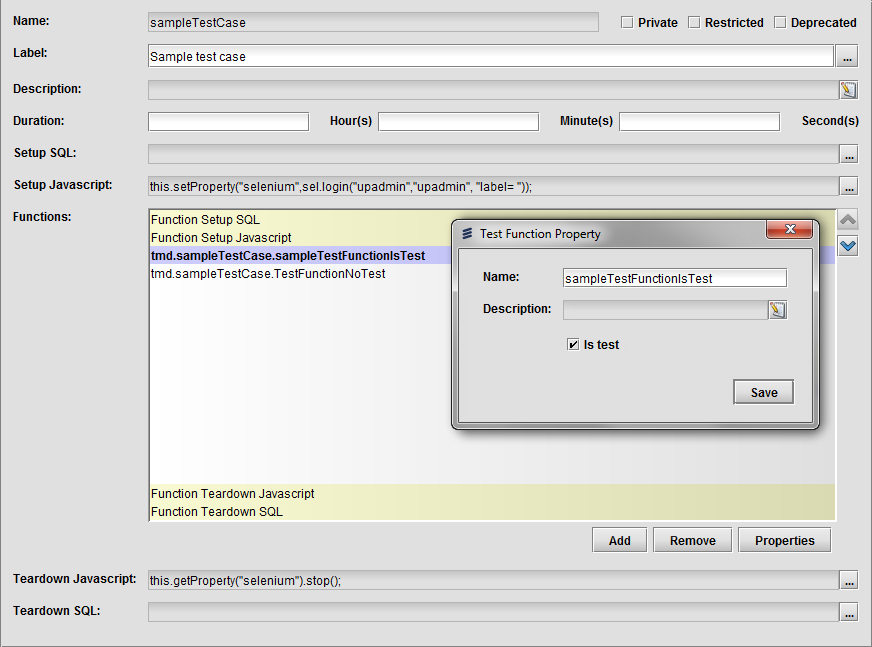 Name: sampleTestCase Private Restricted Deprecated
Label: Sample test case ...
Description:
Duration: Hour(s) Minute(s) Second(s)
Setup SQL: ...
Setup Javascript: this.setProperty("selenium",sel.login("upadmin","upadmin", "label= ")); ...
Functions:
Function Setup SQL
Function Setup Javascript
tmd.sampleTestCase.sampleTestFunctionIsTest
tmd.sampleTestCase.TestFunctionNoTest
Function Teardown Javascript
Function Teardown SQL
Test Function Property
Name: sampleTestFunctionIsTest
Description:
Is test
Save
Add Remove Properties
Teardown Javascript: this.getProperty("selenium").stop(); ...
Teardown SQL: ...